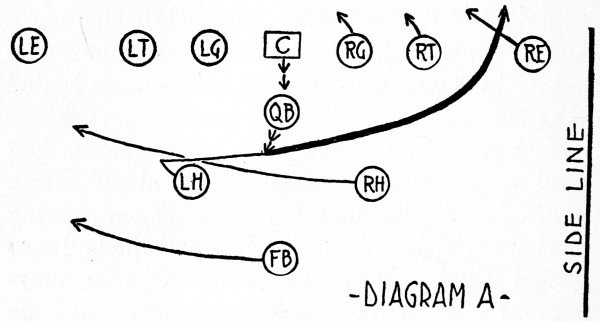 LE LT LG C RG RT RE
QB
LH RH
FB
-DIAGRAM A-
SIDE LINE